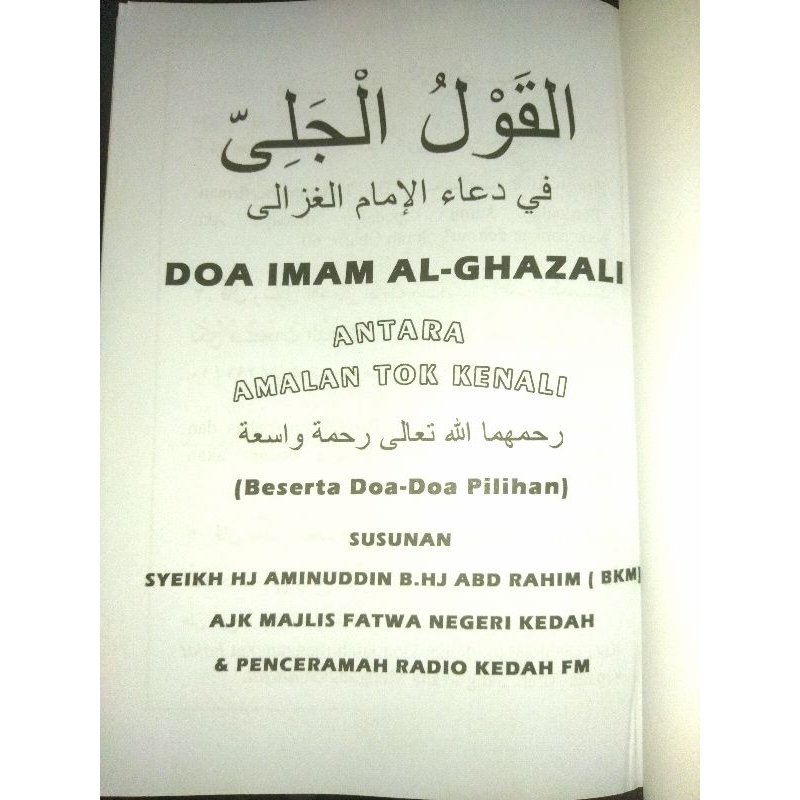 القَوْلُ الْجَلِىّ
في دعاء الإمام الغزالى
DOA IMAM AL-GHAZALI
ANTARA
AMALAN TOK KENALI
رحمهما الله تعالى رحمة واسعة
(Beserta Doa-Doa Pilihan)
SUSUNAN
SYEIKH HJ AMINUDDIN B.HJ ABD RAHIM ( BKM)
AJK MAJLIS FATWA NEGERI KEDAH
& PENCERAMAH RADIO KEDAH FM